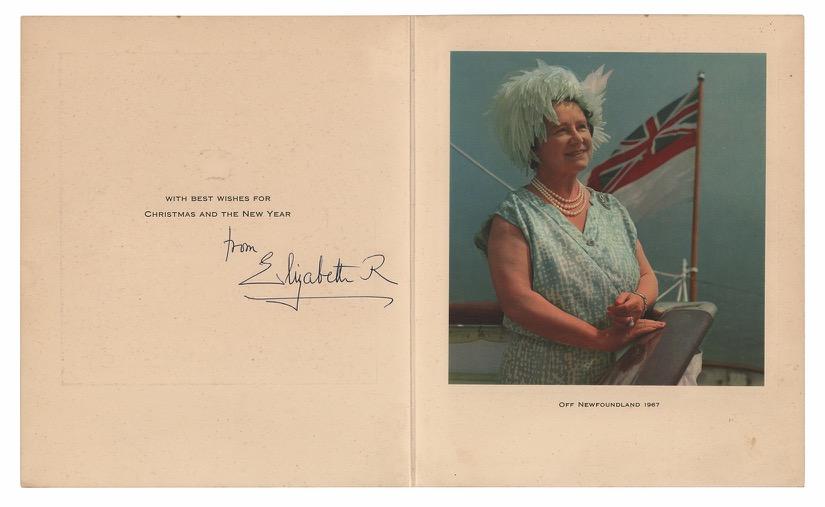 WITH BEST WISHES FOR
CHRISTMAS AND THE NEW YEAR
from
Elizabeth R
OFF NEWFOUNDLAND 1967